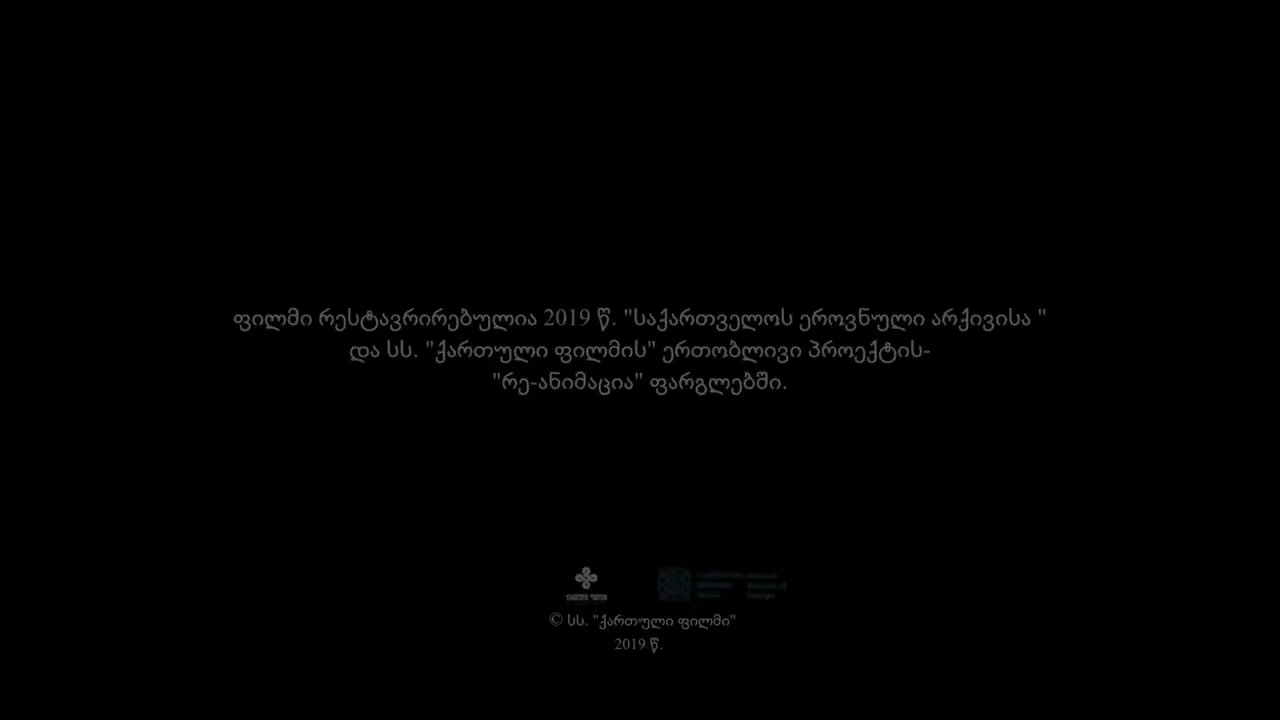 ფილმი რესტავრირებულია 2019 წ. "საქართველოს ეროვნული არქივისა "
და სს. "ქართული ფილმის" ერთობლივი პროექტის-
"რე-ანიმაცია" ფარგლებში.
© სს. "ქართული ფილმი"
2019 წ.